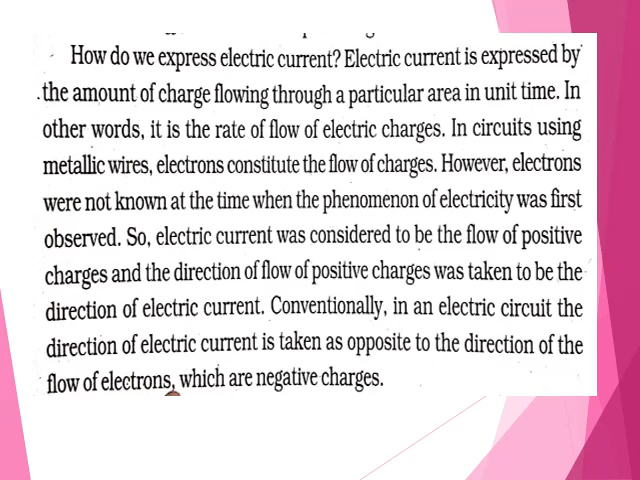 How do we express electric current? Electric current is expressed by
the amount of charge flowing through a particular area in unit time. In
other words, it is the rate of flow of electric charges. In circuits using
metallic wires, electrons constitute the flow of charges. However, electrons
were not known at the time when the phenomenon of electricity was first
observed. So, electric current was considered to be the flow of positive
charges and the direction of flow of positive charges was taken to be the
direction of electric current. Conventionally, in an electric circuit the
direction of electric current is taken as opposite to the direction of the
flow of electrons, which are negative charges.